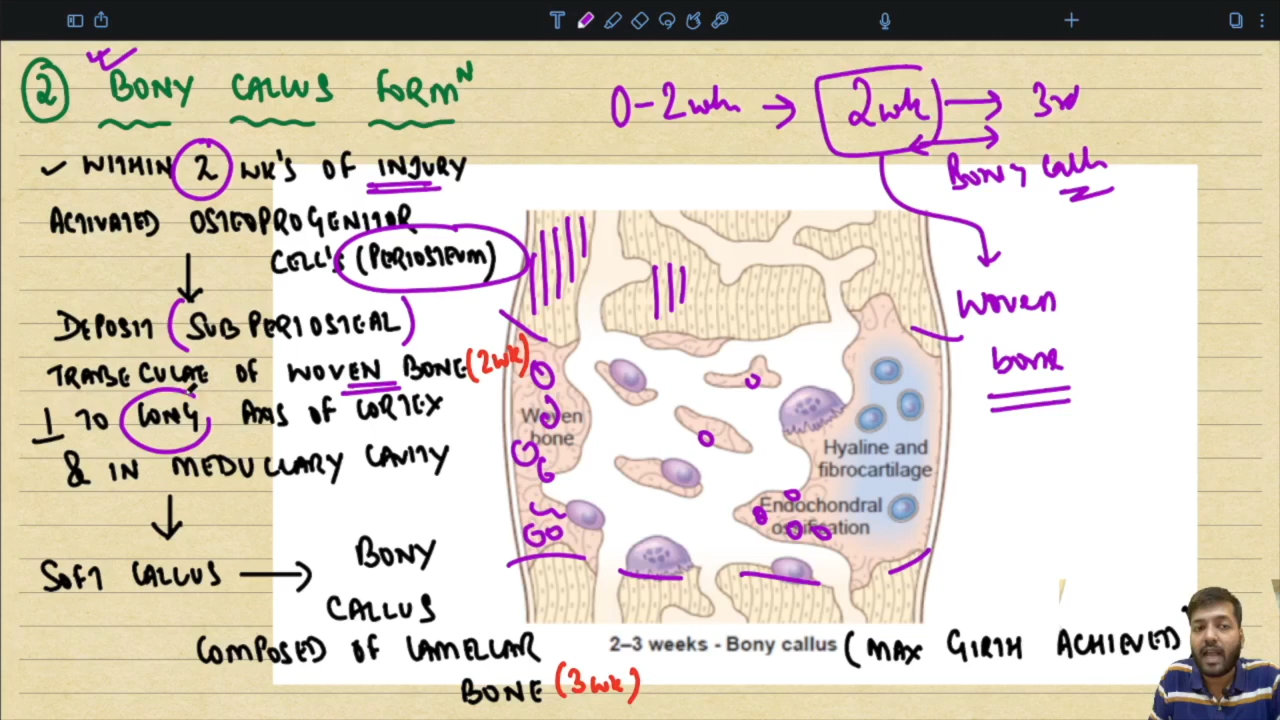 ② BONY CALLUS FORMᴺ
0-2wk → 2wk → 3rd
Bony Callus
✓ WITHIN 2 WK'S OF INJURY
ACTIVATED OSTEOPROGENITOR
CELL'S (PERIOSTEUM)
↓
DEPOSIT (SUBPERIOSTEAL)
TRABECULAE OF WOVEN BONE (2wk)
⊥ TO LONG AXIS OF CORTEX
& IN MEDULLARY CAVITY
↓
SOFT CALLUS → BONY
CALLUS
COMPOSED OF LAMELLAR
BONE (3wk)
Woven
bone
Woven
bone
Hyaline and
fibrocartilage
Endochondral
ossification
2–3 weeks - Bony callus (MAX GIRTH ACHIEVED